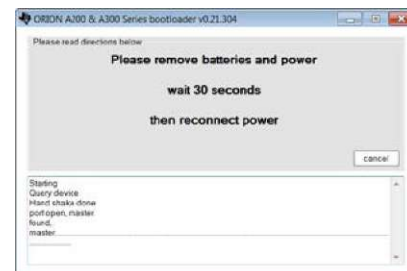 ORION A200 & A300 Series bootloader v0.21.304
Please read directions below
Please remove batteries and power
wait 30 seconds
then reconnect power
cancel
Starting
Query device
Hand shake done
port open, master
found,
master